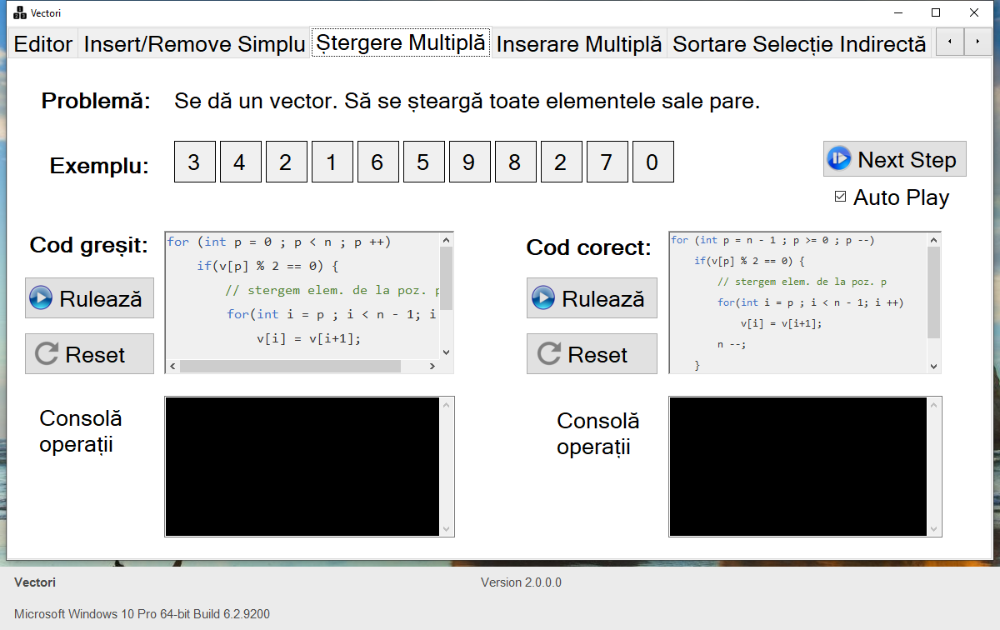 Vectori
Editor Insert/Remove Simplu Ștergere Multiplă Inserare Multiplă Sortare Selecție Indirectă
Problemă: Se dă un vector. Să se șteargă toate elementele sale pare.
Exemplu: 3 4 2 1 6 5 9 8 2 7 0
Next Step
Auto Play
Cod greșit:
Rulează
Reset
for (int p = 0 ; p < n ; p ++)
if(v[p] % 2 == 0) {
// stergem elem. de la poz. p
for(int i = p ; i < n - 1; i
v[i] = v[i+1];
Cod corect:
Rulează
Reset
for (int p = n - 1 ; p >= 0 ; p --)
if(v[p] % 2 == 0) {
// stergem elem. de la poz. p
for(int i = p ; i < n - 1; i ++)
v[i] = v[i+1];
n --;
}
Consolă
operații
Consolă
operații
Vectori Version 2.0.0.0
Microsoft Windows 10 Pro 64-bit Build 6.2.9200